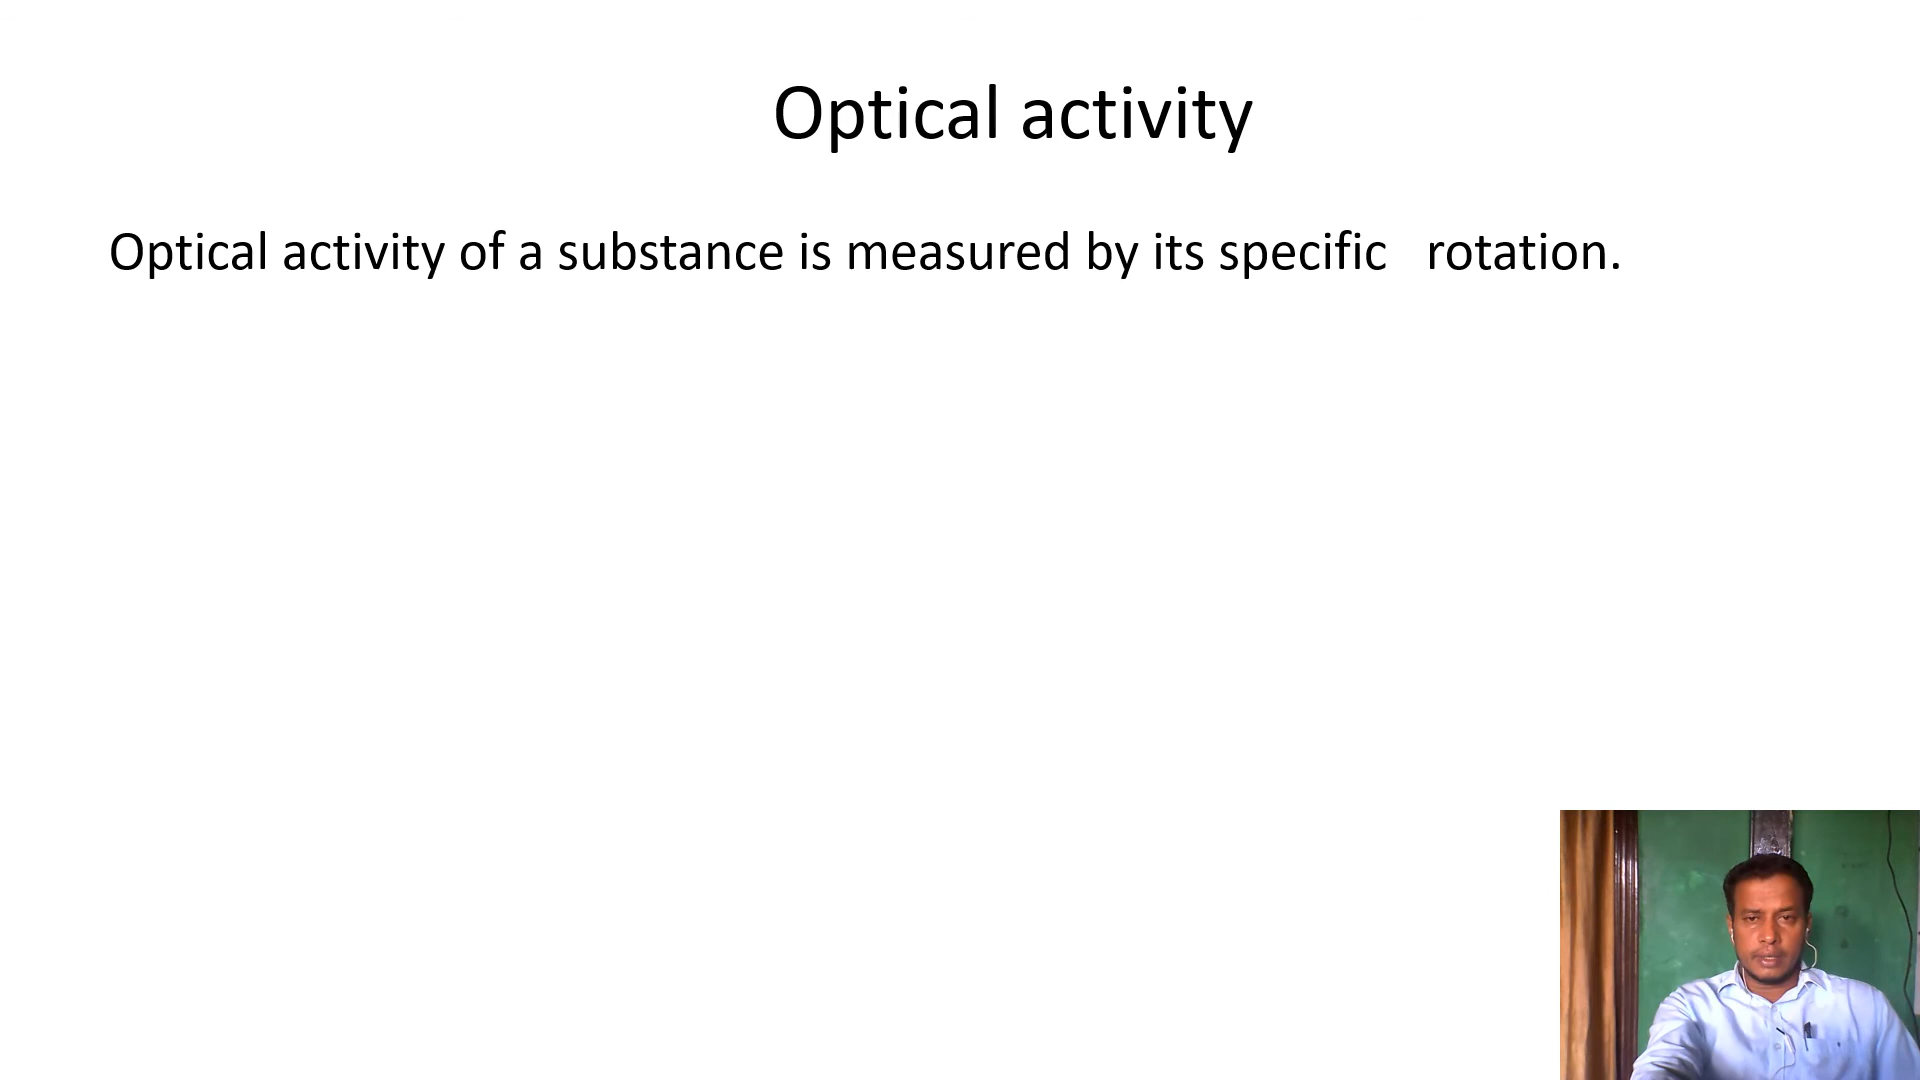 Optical activity
Optical activity of a substance is measured by its specific   rotation.